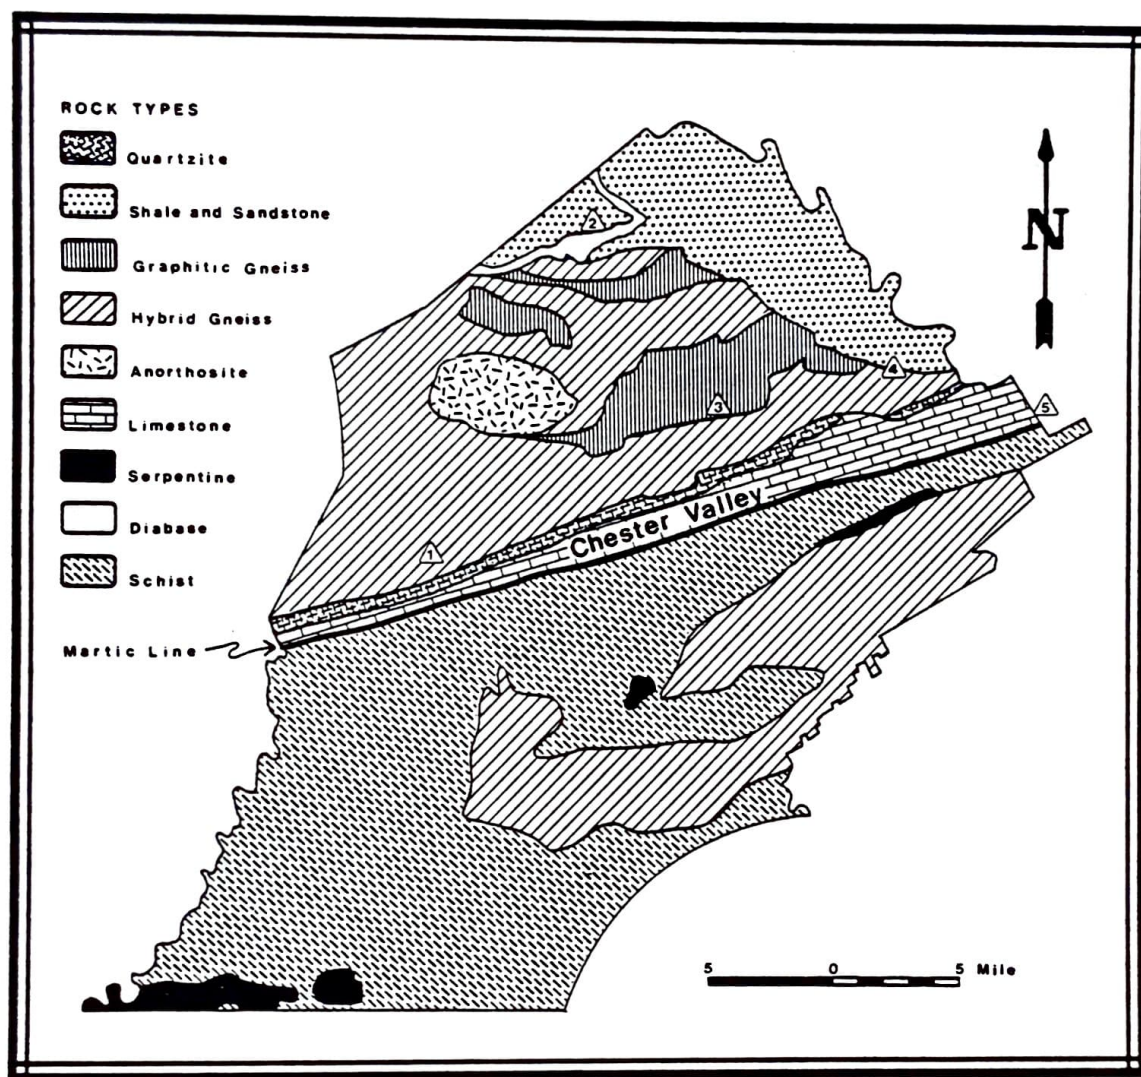 ROCK TYPES
Quartzite
Shale and Sandstone
Graphitic Gneiss
Hybrid Gneiss
Anorthosite
Limestone
Serpentine
Diabase
Schist
Martic Line
N
2
4
3
5
1
Chester Valley
5 0 5 Mile